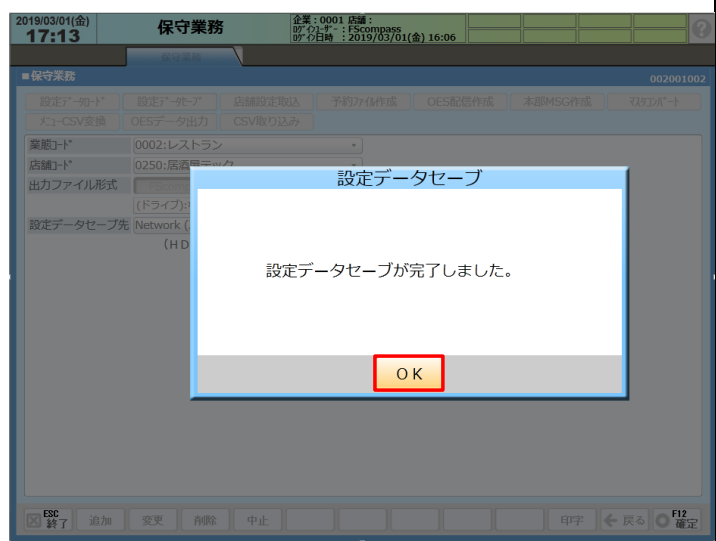 2019/03/01(金)
17:13
保守業務
企業：0001 店舗：
ﾛｸﾞｲﾝﾕｰｻﾞｰ：FScompass
ﾛｸﾞｲﾝ日時 ：2019/03/01(金) 16:06
保守業務
■保守業務 002001002
設定ﾃﾞｰﾀﾛｰﾄﾞ 設定ﾃﾞｰﾀｾｰﾌﾞ 店舗設定取込 予約ﾌｧｲﾙ作成 OES配信作成 本部MSG作成 ﾏｽﾀｺﾝﾊﾞｰﾄ
ﾒﾆｭｰCSV変換 OESデータ出力 CSV取り込み
業態ｺｰﾄﾞ 0002:レストラン
店舗ｺｰﾄﾞ 0250:居酒屋テック
出力ファイル形式 FScomp
(ドライブ):
設定データセーブ先 Network (
（ＨＤ
設定データセーブ
設定データセーブが完了しました。
ＯＫ
ESC 終了 追加 変更 削除 中止 印字 戻る F12 確定